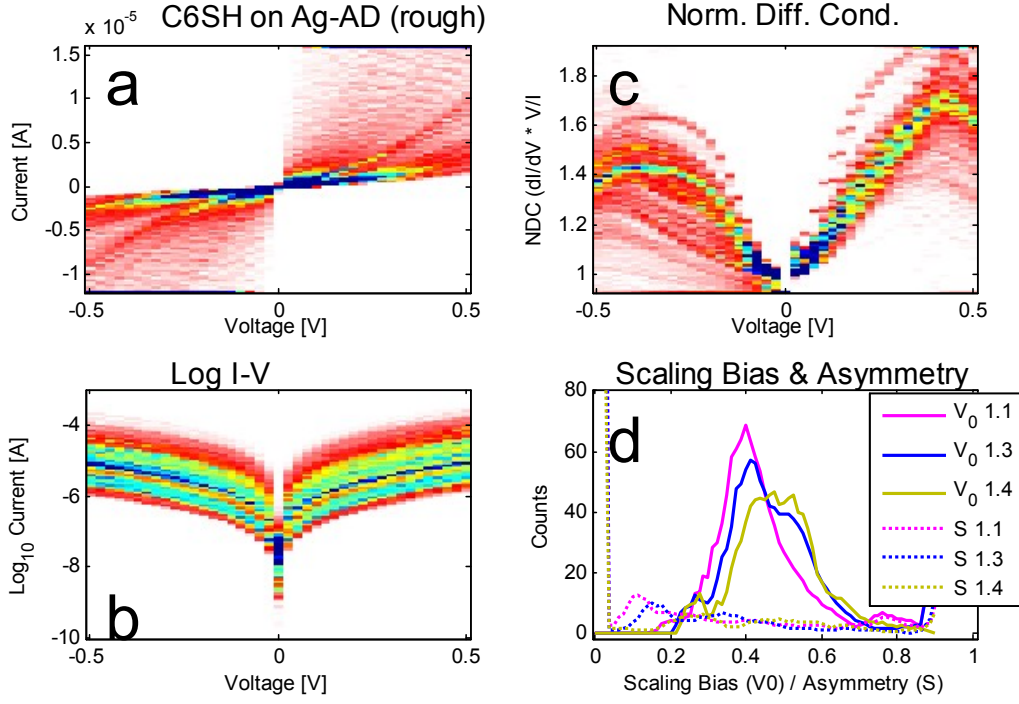 C6SH on Ag-AD (rough)
x 10^-5
a
1.5
1
0.5
0
-0.5
-1
Current [A]
-0.5
0
0.5
Voltage [V]
Norm. Diff. Cond.
c
1.8
1.6
1.4
1.2
1
NDC (dI/dV * V/I
-0.5
0
0.5
Voltage [V]
Log I-V
b
-4
-6
-8
-10
Log10 Current [A]
-0.5
0
0.5
Voltage [V]
Scaling Bias & Asymmetry
d
80
60
40
20
0
Counts
V0 1.1
V0 1.3
V0 1.4
S 1.1
S 1.3
S 1.4
0
0.2
0.4
0.6
0.8
1
Scaling Bias (V0) / Asymmetry (S)